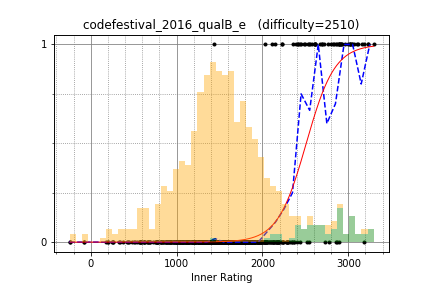 codefestival_2016_qualB_e (difficulty=2510)
1
0
0 1000 2000 3000
Inner Rating